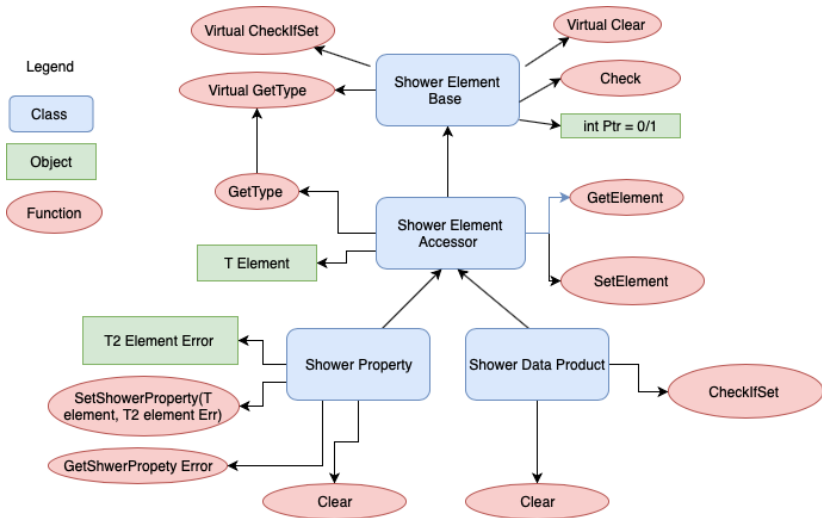 Virtual CheckIfSet
Virtual Clear
Legend
Shower Element
Base
Check
Virtual GetType
Class
int Ptr = 0/1
Object
GetType
GetElement
Function
Shower Element
Accessor
T Element
SetElement
T2 Element Error
Shower Property
Shower Data Product
CheckIfSet
SetShowerProperty(T
element, T2 element Err)
GetShwerPropety Error
Clear
Clear